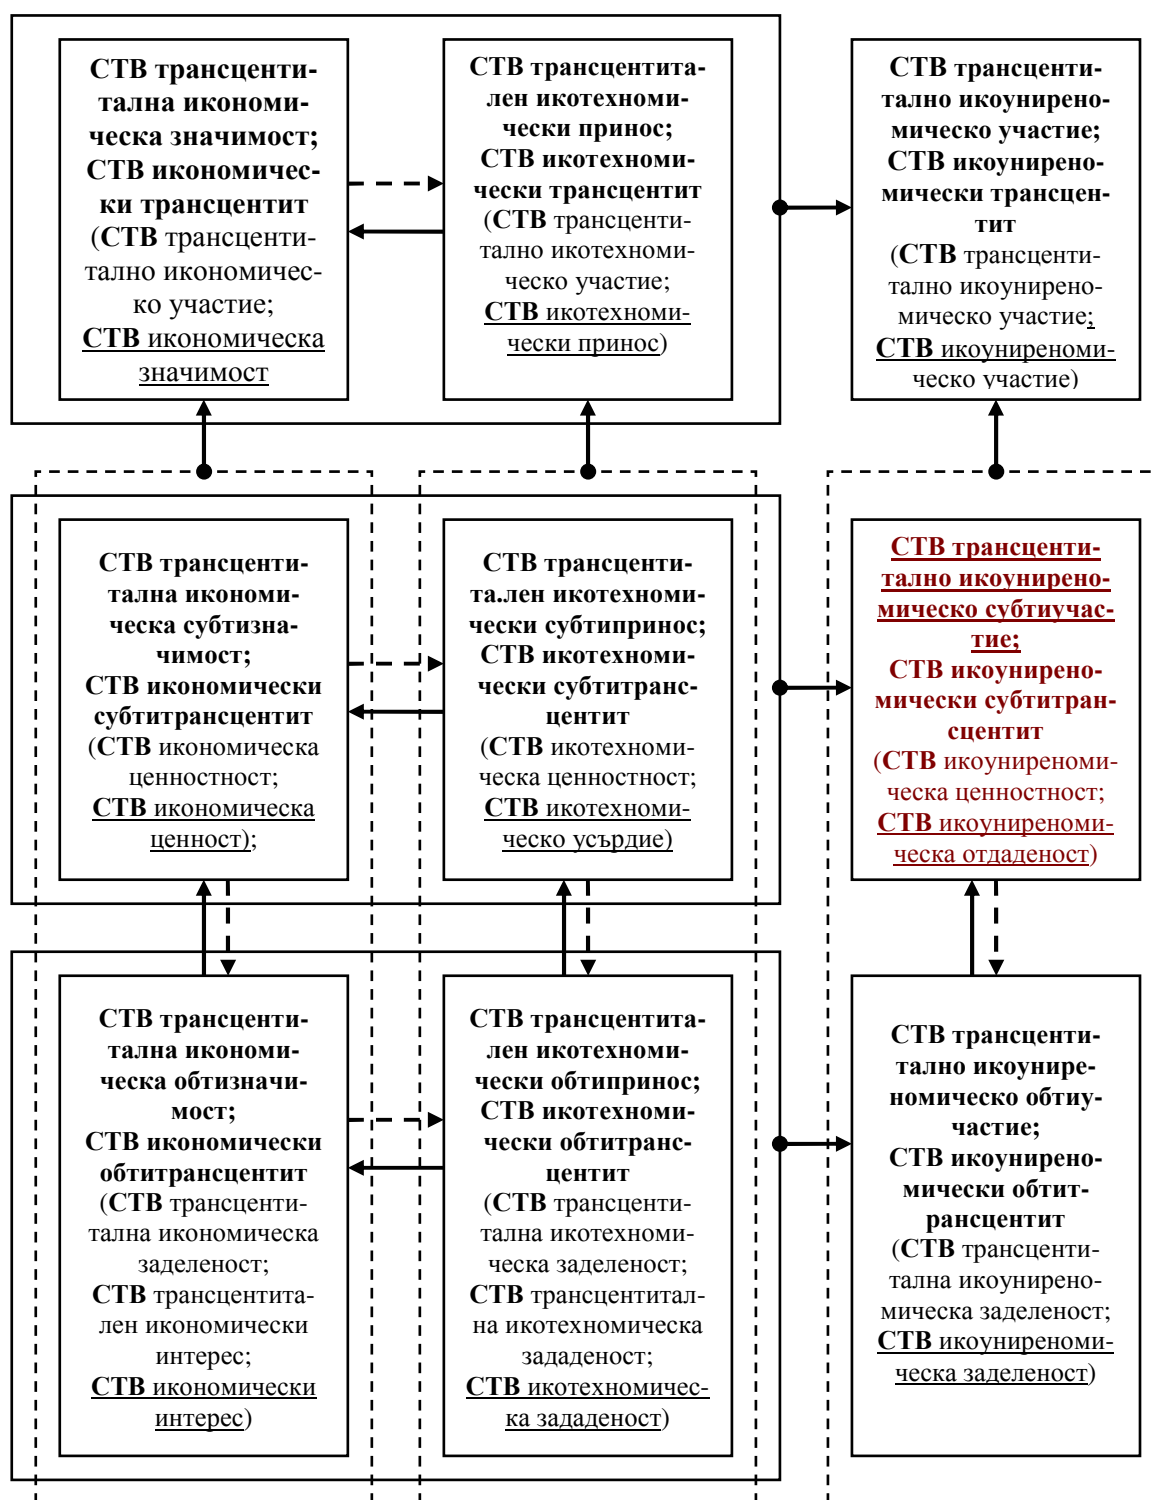 СТВ трансценти-
тална икономи-
ческа значимост;
СТВ икономичес-
ки трансцентит
(СТВ трансценти-
тално икономичес-
ко участие;
СТВ икономическа
значимост
СТВ трансцентита-
лен икотехноми-
чески принос;
СТВ икотехноми-
чески трансцентит
(СТВ трансценти-
тално икотехноми-
ческо участие;
СТВ икотехноми-
чески принос)
СТВ трансценти-
тално икоунирено-
мическо участие;
СТВ икоунирено-
мически трансцен-
тит
(СТВ трансценти-
тално икоунирено-
мическо участие;
СТВ икоуниреноми-
ческо участие)
СТВ трансценти-
тална икономи-
ческа субтизна-
чимост;
СТВ икономически
субтитрансцентит
(СТВ икономическа
ценностност;
СТВ икономическа
ценност);
СТВ трансценти-
та.лен икотехноми-
чески субтипринос;
СТВ икотехноми-
чески субтитранс-
центит
(СТВ икотехноми-
ческа ценностност;
СТВ икотехноми-
ческо усърдие)
СТВ трансценти-
тално икоунирено-
мическо субтиучас-
тие;
СТВ икоунирено-
мически субтитран-
сцентит
(СТВ икоуниреноми-
ческа ценностност;
СТВ икоуниреноми-
ческа отдаденост)
СТВ трансценти-
тална икономи-
ческа обтизначи-
мост;
СТВ икономически
обтитрансцентит
(СТВ трансценти-
тална икономическа
заделеност;
СТВ трансцентита-
лен икономически
интерес;
СТВ икономически
интерес)
СТВ трансцентита-
лен икотехноми-
чески обтипринос;
СТВ икотехноми-
чески обтитранс-
центит
(СТВ трансценти-
тална икотехноми-
ческа заделеност;
СТВ трансцентитал-
на икотехномическа
зададеност;
СТВ икотехномичес-
ка зададеност)
СТВ трансценти-
тално икоунире-
номическо обтиу-
частие;
СТВ икоунирено-
мически обтит-
рансцентит
(СТВ трансценти-
тална икоунирено-
мическа заделеност;
СТВ икоуниреноми-
ческа заделеност)